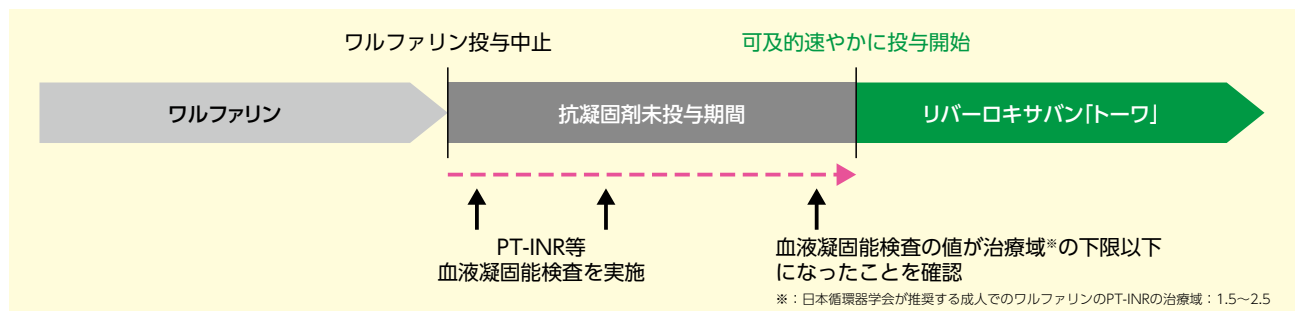 ワルファリン投与中止
可及的速やかに投与開始
ワルファリン
抗凝固剤未投与期間
リバーロキサバン「トーワ」
PT-INR等
血液凝固能検査を実施
血液凝固能検査の値が治療域※の下限以下
になったことを確認
※：日本循環器学会が推奨する成人でのワルファリンのPT-INRの治療域：1.5～2.5